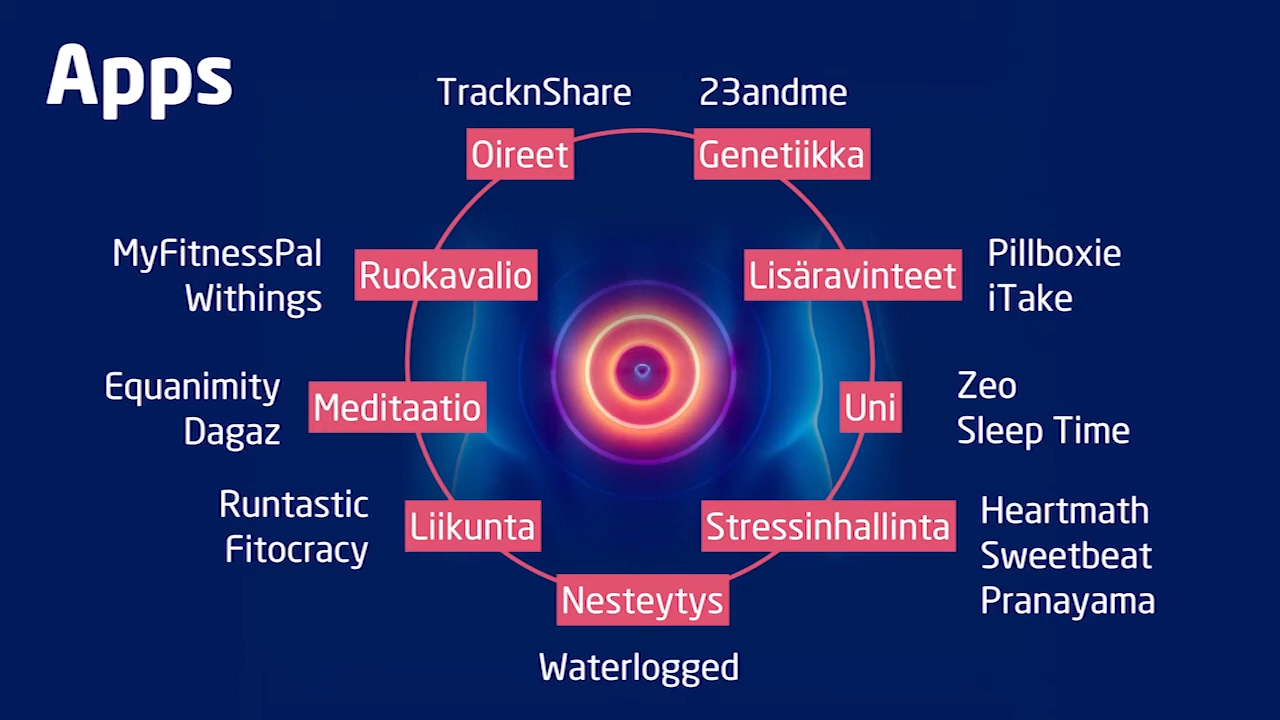 Apps
TracknShare
23andme
Oireet
Genetiikka
MyFitnessPal
Withings
Ruokavalio
Lisäravinteet
Pillboxie
iTake
Equanimity
Dagaz
Meditaatio
Uni
Zeo
Sleep Time
Runtastic
Fitocracy
Liikunta
Stressinhallinta
Heartmath
Sweetbeat
Pranayama
Nesteytys
Waterlogged